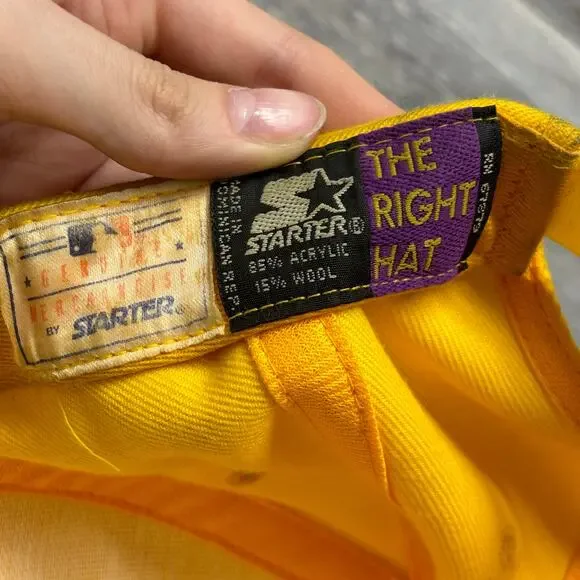 GENUINE
MERCHANDISE
BY STARTER®
MADE IN
DOMINICAN REP.
STARTER®
85% ACRYLIC
15% WOOL
THE
RIGHT
HAT